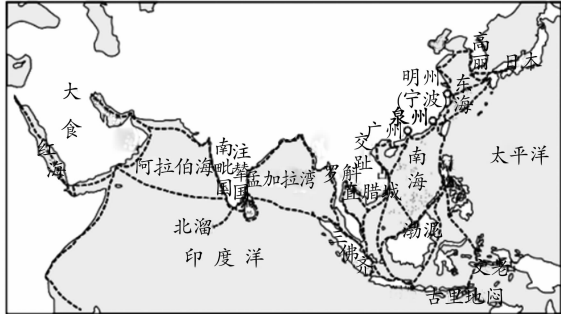 高丽
日本
明州
(宁波)
东海
泉州
广州
交趾
南海
太平洋
大食
红海
阿拉伯海
南毗国
注辇国
孟加拉湾
罗斛
真腊
占城
渤泥
北溜
印度洋
三佛齐
文老
古里地闷